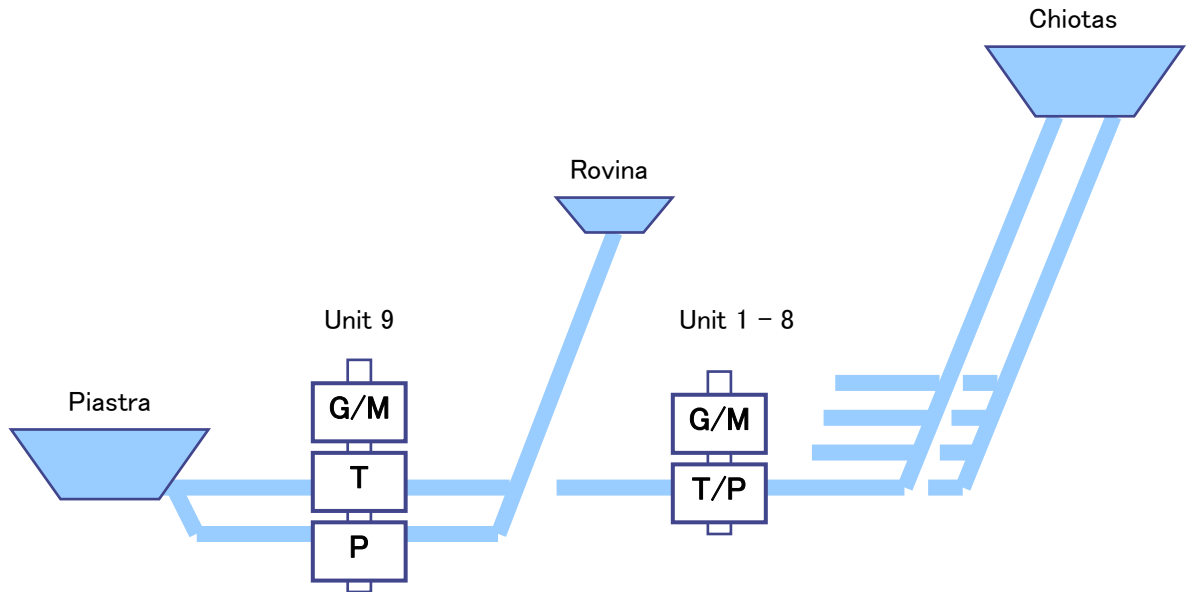 Chiotas
Rovina
Unit 9
Unit 1 - 8
Piastra
G/M
G/M
T
T/P
P